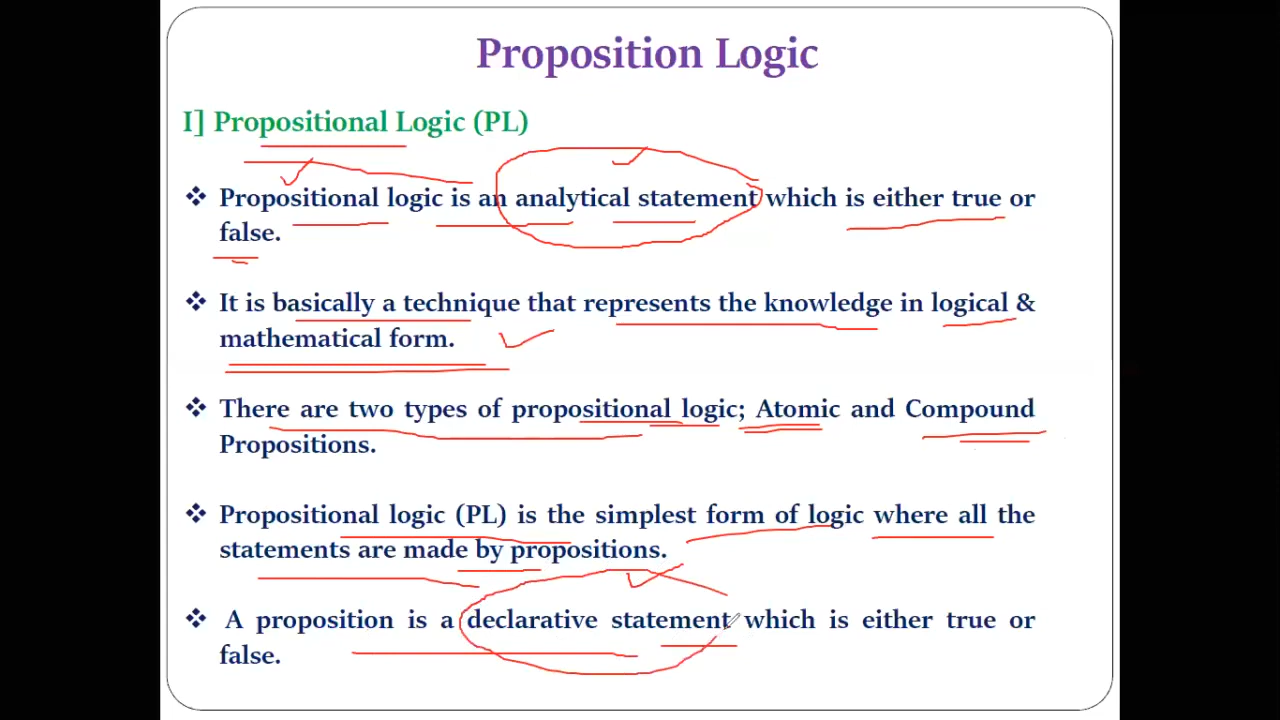 Proposition Logic
I] Propositional Logic (PL)
❖ Propositional logic is an analytical statement which is either true or
false.
❖ It is basically a technique that represents the knowledge in logical &
mathematical form.
❖ There are two types of propositional logic; Atomic and Compound
Propositions.
❖ Propositional logic (PL) is the simplest form of logic where all the
statements are made by propositions.
❖ A proposition is a declarative statement which is either true or
false.